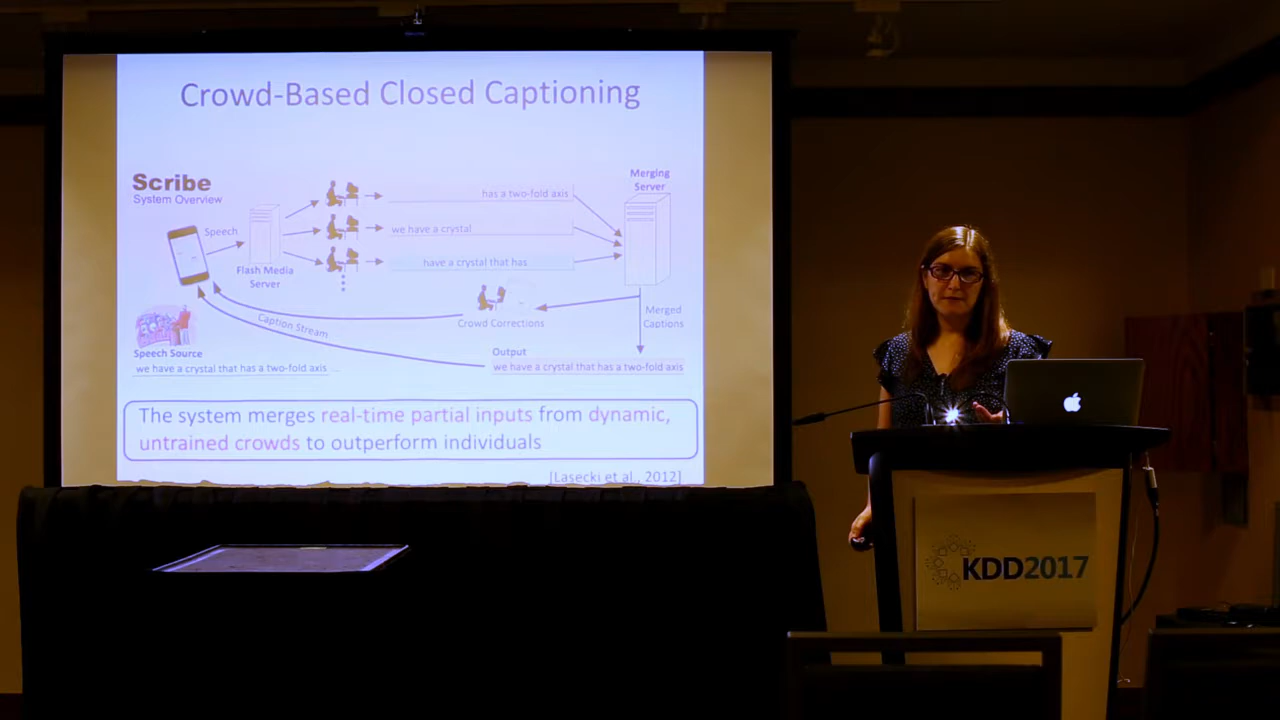 Crowd-Based Closed Captioning
Scribe
System Overview
Speech
Flash Media
Server
has a two-fold axis
we have a crystal
have a crystal that has
Merging
Server
Crowd Corrections
Merged
Captions
Caption Stream
Speech Source
we have a crystal that has a two-fold axis ...
Output
we have a crystal that has a two-fold axis
The system merges real-time partial inputs from dynamic,
untrained crowds to outperform individuals
[Lasecki et al., 2012]
KDD2017